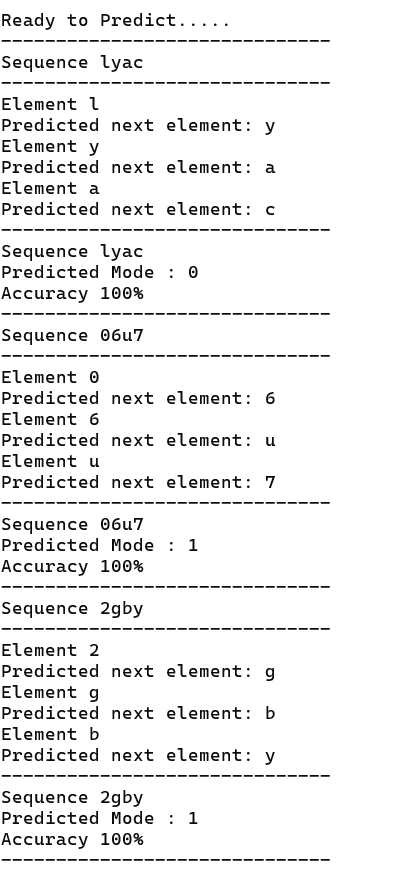 Ready to Predict.....
------------------------------
Sequence lyac
------------------------------
Element l
Predicted next element: y
Element y
Predicted next element: a
Element a
Predicted next element: c
------------------------------
Sequence lyac
Predicted Mode : 0
Accuracy 100%
------------------------------
Sequence 06u7
------------------------------
Element 0
Predicted next element: 6
Element 6
Predicted next element: u
Element u
Predicted next element: 7
------------------------------
Sequence 06u7
Predicted Mode : 1
Accuracy 100%
------------------------------
Sequence 2gby
------------------------------
Element 2
Predicted next element: g
Element g
Predicted next element: b
Element b
Predicted next element: y
------------------------------
Sequence 2gby
Predicted Mode : 1
Accuracy 100%
------------------------------